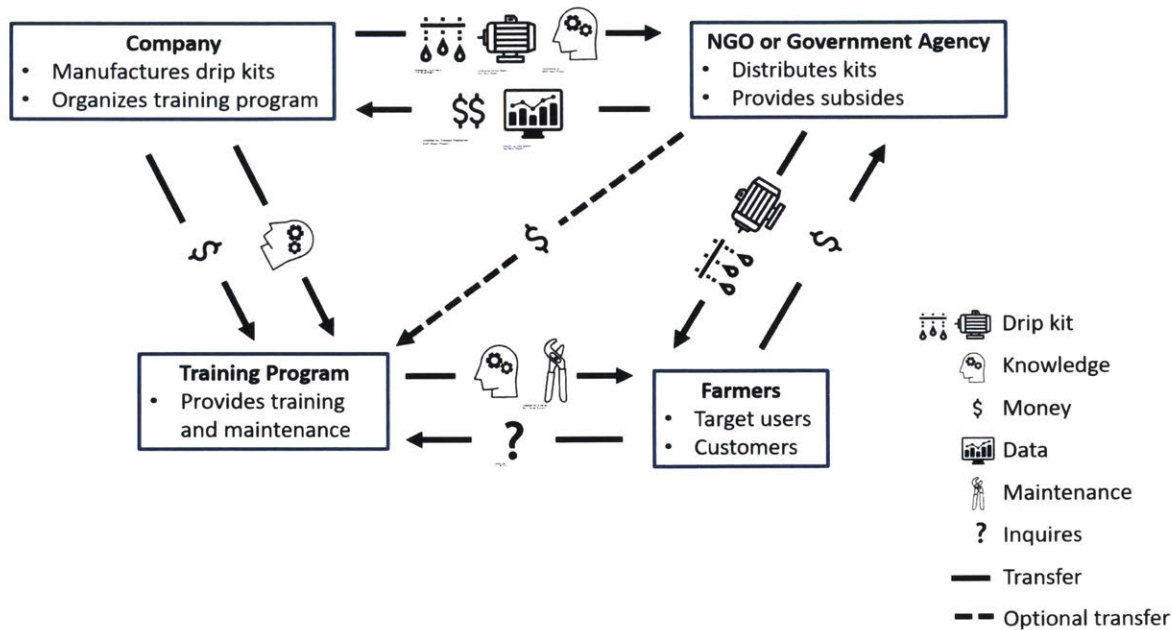 Company
• Manufactures drip kits
• Organizes training program
$$
NGO or Government Agency
• Distributes kits
• Provides subsides
$
$
$
Training Program
• Provides training
and maintenance
?
Farmers
• Target users
• Customers
Drip kit
Knowledge
$ Money
Data
Maintenance
? Inquires
Transfer
Optional transfer